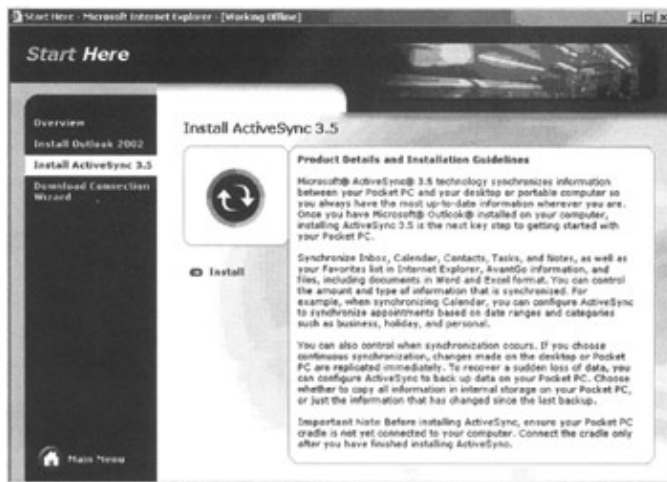 Start Here - Microsoft Internet Explorer - [Working Offline]
Start Here
Overview
Install Outlook 2002
Install ActiveSync 3.5
Download Connection
Wizard
Main Menu
Install ActiveSync 3.5
Install
Product Details and Installation Guidelines
Microsoft® ActiveSync® 3.5 technology synchronizes information
between your Pocket PC and your desktop or portable computer so
you always have the most up-to-date information wherever you are.
Once you have Microsoft® Outlook® installed on your computer,
installing ActiveSync 3.5 is the next key step to getting started with
your Pocket PC.
Synchronize Inbox, Calendar, Contacts, Tasks, and Notes, as well as
your Favorites list in Internet Explorer, AvantGo information, and
files, including documents in Word and Excel format. You can control
the amount and type of information that is synchronized. For
example, when synchronizing Calendar, you can configure ActiveSync
to synchronize appointments based on date ranges and categories
such as business, holiday, and personal.
You can also control when synchronization occurs. If you choose
continuous synchronization, changes made on the desktop or Pocket
PC are replicated immediately. To recover a sudden loss of data, you
can configure ActiveSync to back up data on your Pocket PC. Choose
whether to copy all information in internal storage on your Pocket PC,
or just the information that has changed since the last backup.
Important Note Before installing ActiveSync, ensure your Pocket PC
cradle is not yet connected to your computer. Connect the cradle only
after you have finished installing ActiveSync.